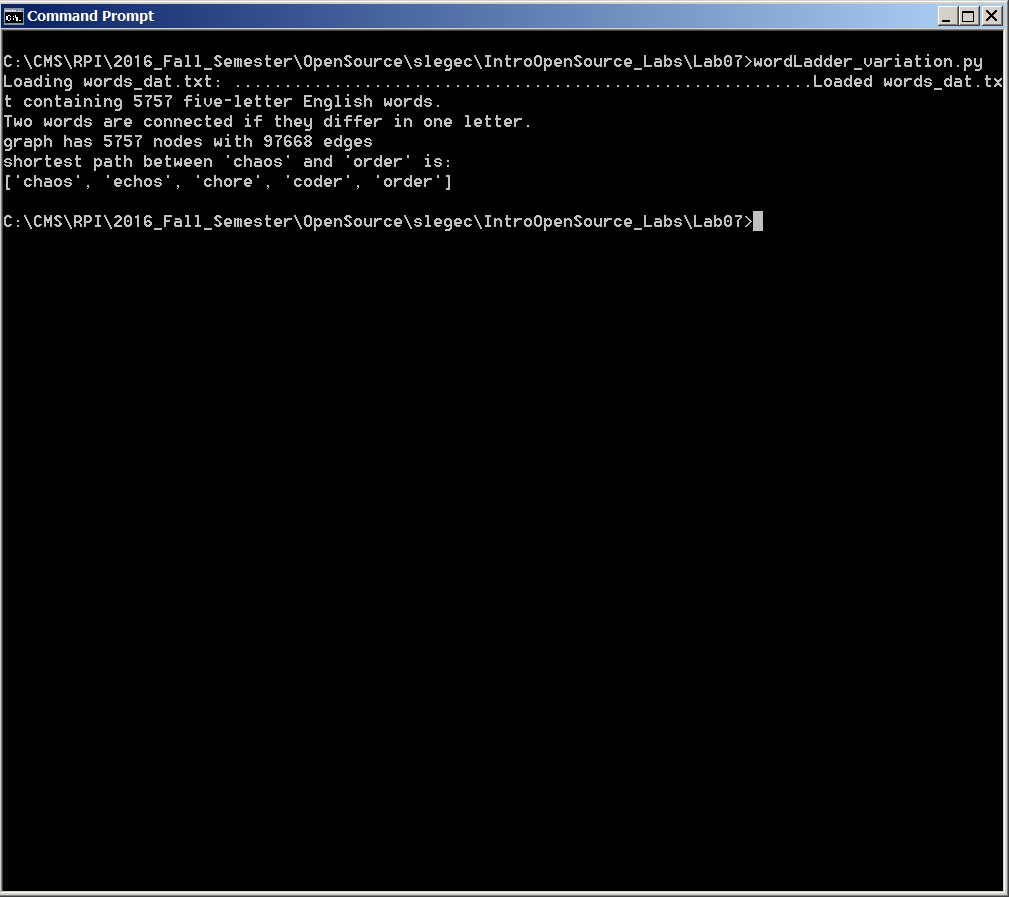 Command Prompt
C:\CMS\RPI\2016_Fall_Semester\OpenSource\slegec\IntroOpenSource_Labs\Lab07>wordLadder_variation.py
Loading words_dat.txt: ..........................................................Loaded words_dat.tx
t containing 5757 five-letter English words.
Two words are connected if they differ in one letter.
graph has 5757 nodes with 97668 edges
shortest path between 'chaos' and 'order' is:
['chaos', 'echos', 'chore', 'coder', 'order']
C:\CMS\RPI\2016_Fall_Semester\OpenSource\slegec\IntroOpenSource_Labs\Lab07>